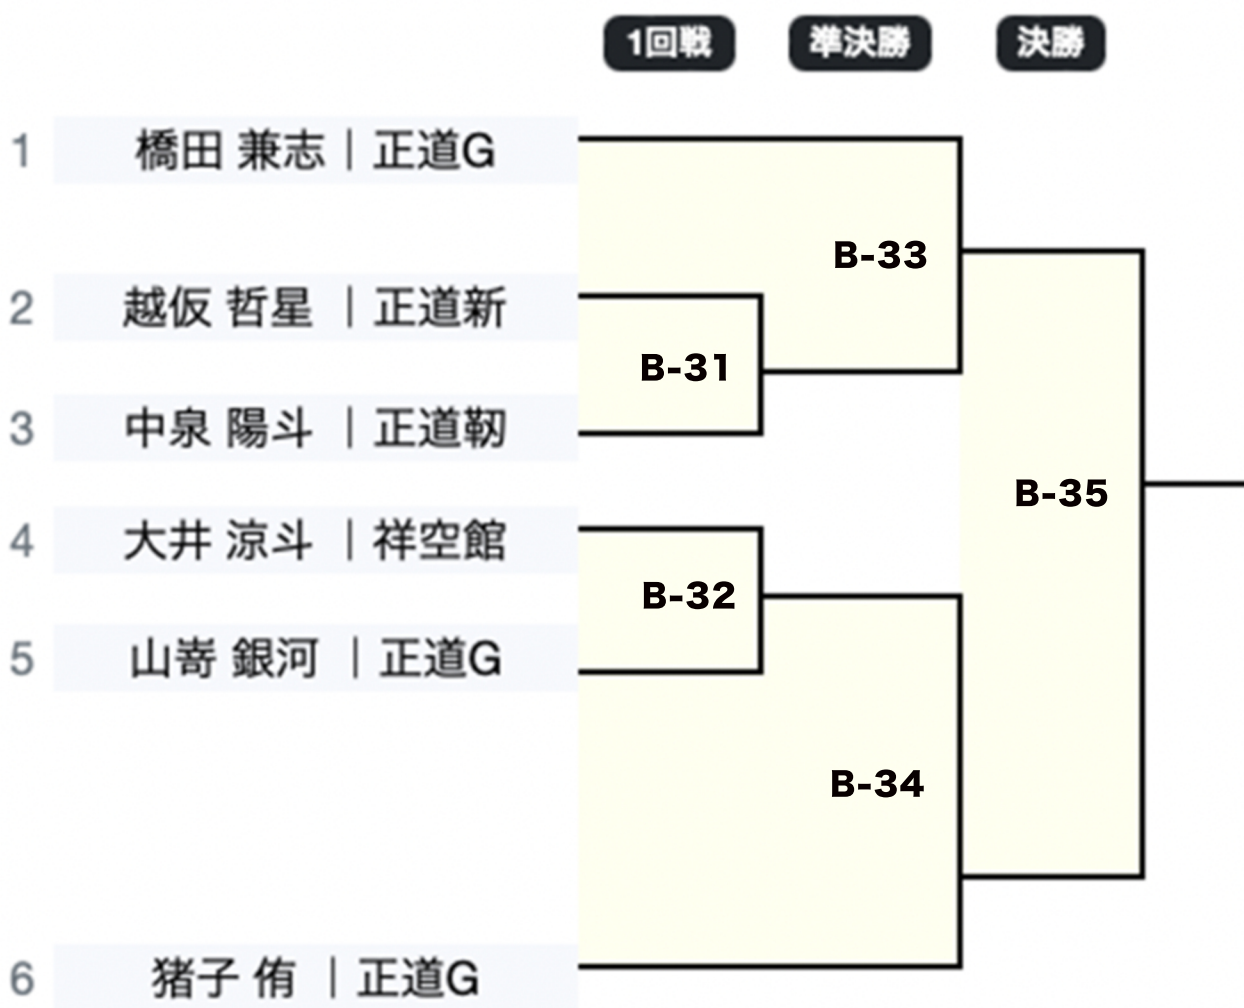 1回戦 準決勝 決勝
1 橋田 兼志｜正道G
B-33
2 越仮 哲星 ｜正道新
B-31
3 中泉 陽斗 ｜正道靭
B-35
4 大井 涼斗 ｜祥空館
B-32
5 山嵜 銀河 ｜正道G
B-34
6 猪子 侑 ｜正道G